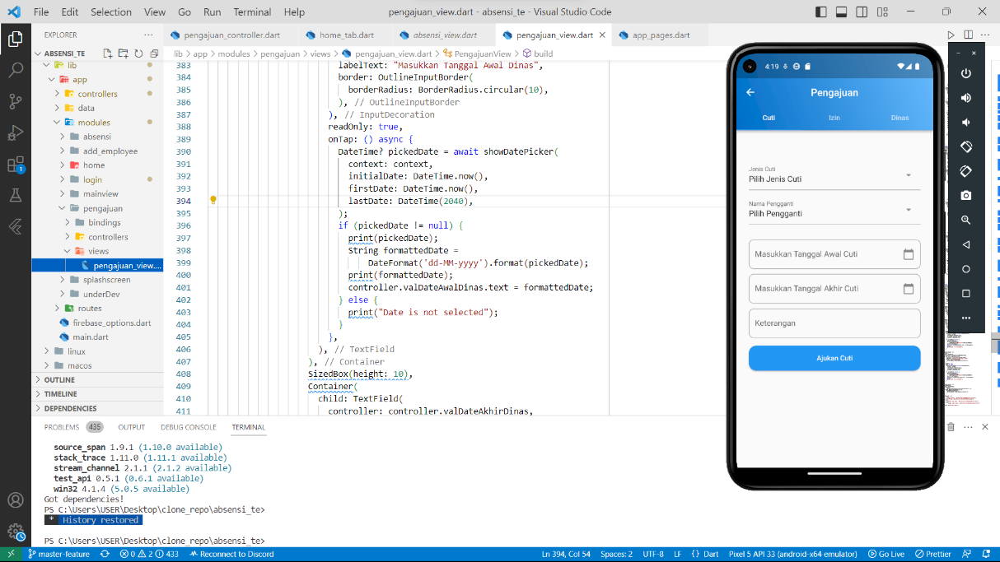 File Edit Selection View Go Run Terminal Help
pengajuan_view.dart - absensi_te - Visual Studio Code
EXPLORER
ABSENSI_TE
lib
app
controllers
data
modules
absensi
add_employee
home
login
mainview
pengajuan
bindings
controllers
views
pengajuan_view....
splashscreen
underDev
routes
firebase_options.dart
main.dart
linux
macos
OUTLINE
TIMELINE
DEPENDENCIES
1
pengajuan_controller.dart home_tab.dart absensi_view.dart pengajuan_view.dart app_pages.dart
lib > app > modules > pengajuan > views > pengajuan_view.dart > PengajuanView > build
383 labelText: "Masukkan Tanggal Awal Dinas",
384 border: OutlineInputBorder(
385 borderRadius: BorderRadius.circular(10),
386 ), // OutlineInputBorder
387 ), // InputDecoration
388 readOnly: true,
389 onTap: () async {
390 DateTime? pickedDate = await showDatePicker(
391 context: context,
392 initialDate: DateTime.now(),
393 firstDate: DateTime.now(),
394 lastDate: DateTime(2040),
395 );
396 if (pickedDate != null) {
397 print(pickedDate);
398 String formattedDate =
399 DateFormat('dd-MM-yyyy').format(pickedDate);
400 print(formattedDate);
401 controller.valDateAwalDinas.text = formattedDate;
402 } else {
403 print("Date is not selected");
404 }
405 },
406 ), // TextField
407 ), // Container
408 SizedBox(height: 10),
409 Container(
410 child: TextField(
411 controller: controller.valDateAkhirDinas,
4:19
Pengajuan
Cuti Izin Dinas
Jenis Cuti
Pilih Jenis Cuti
Nama Pengganti
Pilih Pengganti
Masukkan Tanggal Awal Cuti
Masukkan Tanggal Akhir Cuti
Keterangan
Ajukan Cuti
PROBLEMS 435 OUTPUT DEBUG CONSOLE TERMINAL
source_span 1.9.1 (1.10.0 available)
stack_trace 1.11.0 (1.11.1 available)
stream_channel 2.1.1 (2.1.2 available)
test_api 0.5.1 (0.6.1 available)
win32 4.1.4 (5.0.5 available)
Got dependencies!
PS C:\Users\USER\Desktop\clone_repo\absensi_te>
* History restored
PS C:\Users\USER\Desktop\clone_repo\absensi_te>
master-feature 0 2 433 Reconnect to Discord Ln 394, Col 54 Spaces: 2 UTF-8 LF {} Dart Pixel 5 API 33 (android-x64 emulator) Go Live Prettier